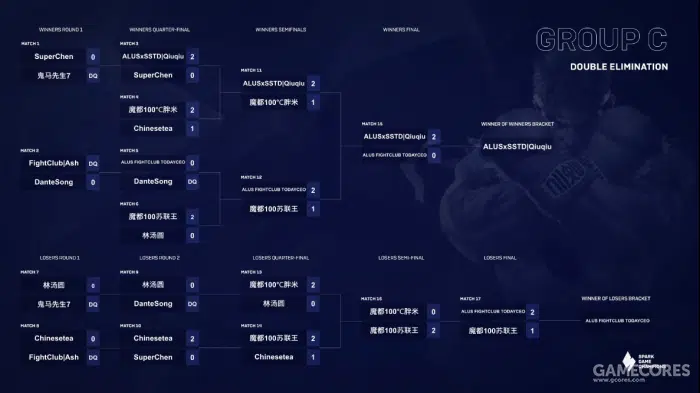 WINNERS ROUND 1
WINNERS QUARTER-FINAL
WINNERS SEMIFINALS
WINNERS FINAL
GROUP C
DOUBLE ELIMINATION
MATCH 1
SuperChen 0
鬼马先生7 DQ
MATCH 3
ALUSxSSTD|Qiuqiu 2
SuperChen 0
MATCH 11
ALUSxSSTD|Qiuqiu 2
魔都100℃胖米 1
MATCH 4
魔都100℃胖米 2
Chinesetea 1
MATCH 15
ALUSxSSTD|Qiuqiu 2
ALUS FIGHTCLUB TODAYCEO 0
WINNER OF WINNERS BRACKET
ALUSxSSTD|Qiuqiu
MATCH 2
FightClub|Ash DQ
DanteSong 0
MATCH 5
ALUS FIGHTCLUB TODAYCEO 0
DanteSong DQ
MATCH 12
ALUS FIGHTCLUB TODAYCEO 2
魔都100苏联王 1
MATCH 6
魔都100苏联王 2
林汤圆 0
LOSERS ROUND 1
LOSERS ROUND 2
LOSERS QUARTER-FINAL
LOSERS SEMI-FINAL
LOSERS FINAL
MATCH 7
林汤圆 0
鬼马先生7 DQ
MATCH 9
林汤圆 0
DanteSong DQ
MATCH 13
魔都100℃胖米 2
林汤圆 0
MATCH 16
魔都100℃胖米 0
魔都100苏联王 2
MATCH 17
ALUS FIGHTCLUB TODAYCEO 2
魔都100苏联王 1
WINNER OF LOSERS BRACKET
ALUS FIGHTCLUB TODAYCEO
MATCH 8
Chinesetea 2
FightClub|Ash DQ
MATCH 10
Chinesetea 2
SuperChen 0
MATCH 14
魔都100苏联王 2
Chinesetea 1
SPARK
GAME
CHAMPIONS
GAMECORES
www.gcores.com